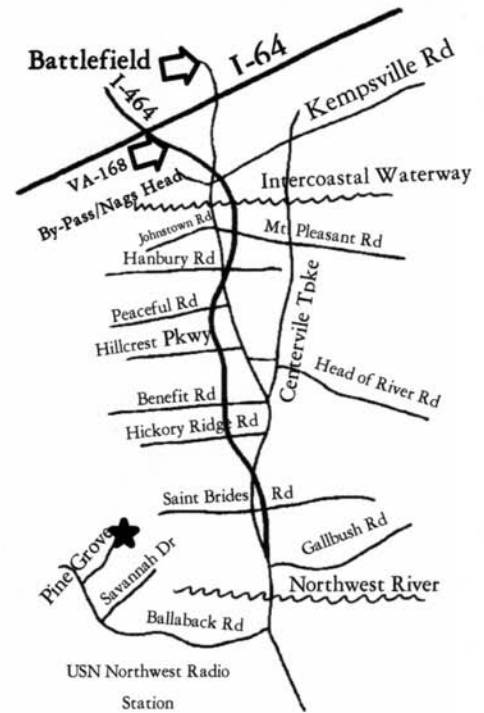 Battlefield
I-64
I-464
Kempsville Rd
VA-168
By-Pass/Nags Head
Intercoastal Waterway
Johnstown Rd
Mt. Pleasant Rd
Hanbury Rd
Peaceful Rd
Hillcrest Pkwy
Centervile Tpke
Head of River Rd
Benefit Rd
Hickory Ridge Rd
Saint Brides Rd
Gallbush Rd
Pine Grove
Savannah Dr
Northwest River
Ballaback Rd
USN Northwest Radio
Station